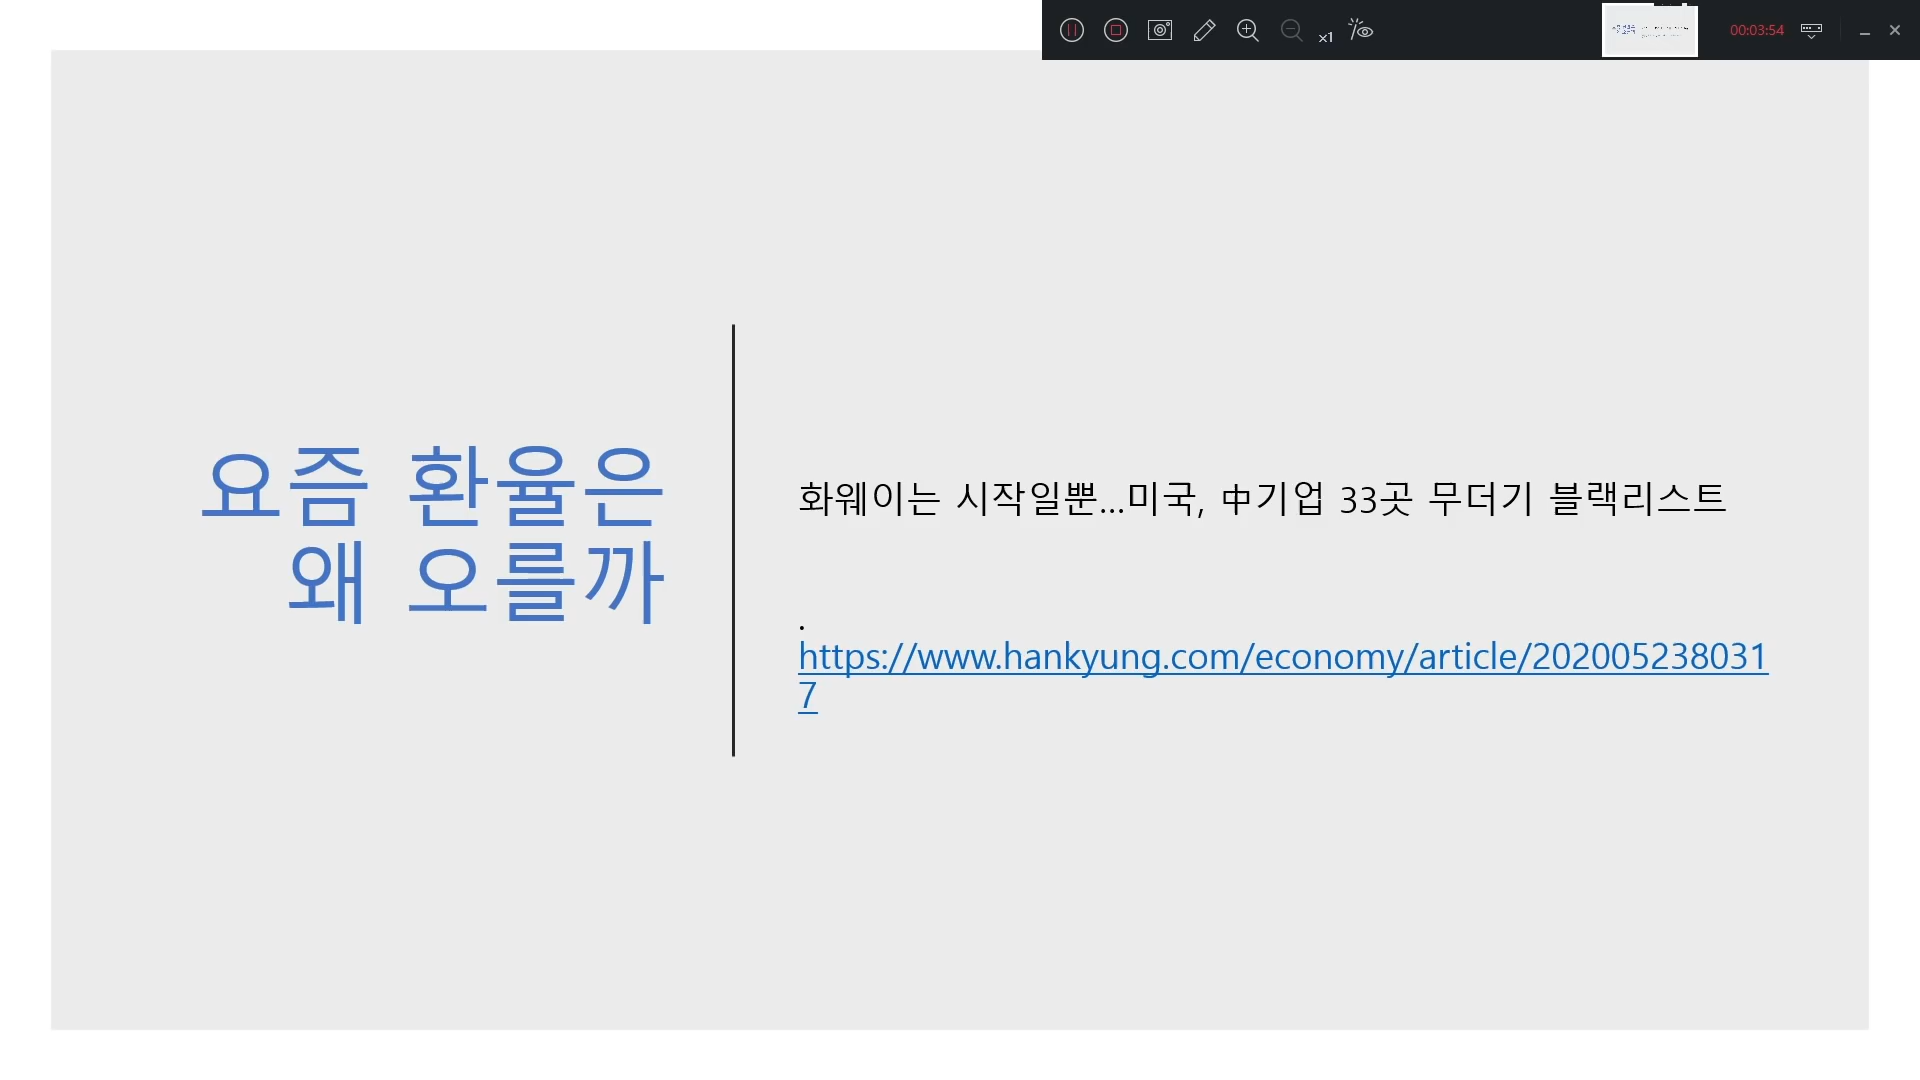 x1
00:03:54
요즘 환율은
왜 오를까
화웨이는 시작일뿐...미국, 中기업 33곳 무더기 블랙리스트
.
https://www.hankyung.com/economy/article/202005238031
7